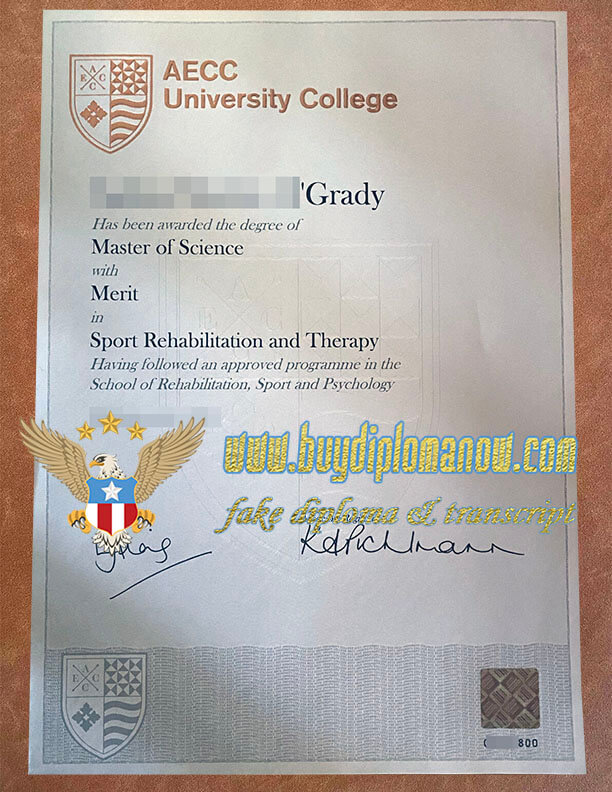 AECC
University College
'Grady
Has been awarded the degree of
Master of Science
with
Merit
in
Sport Rehabilitation and Therapy
Having followed an approved programme in the
School of Rehabilitation, Sport and Psychology
www.buydiplomanow.com
fake diploma & transcript
800